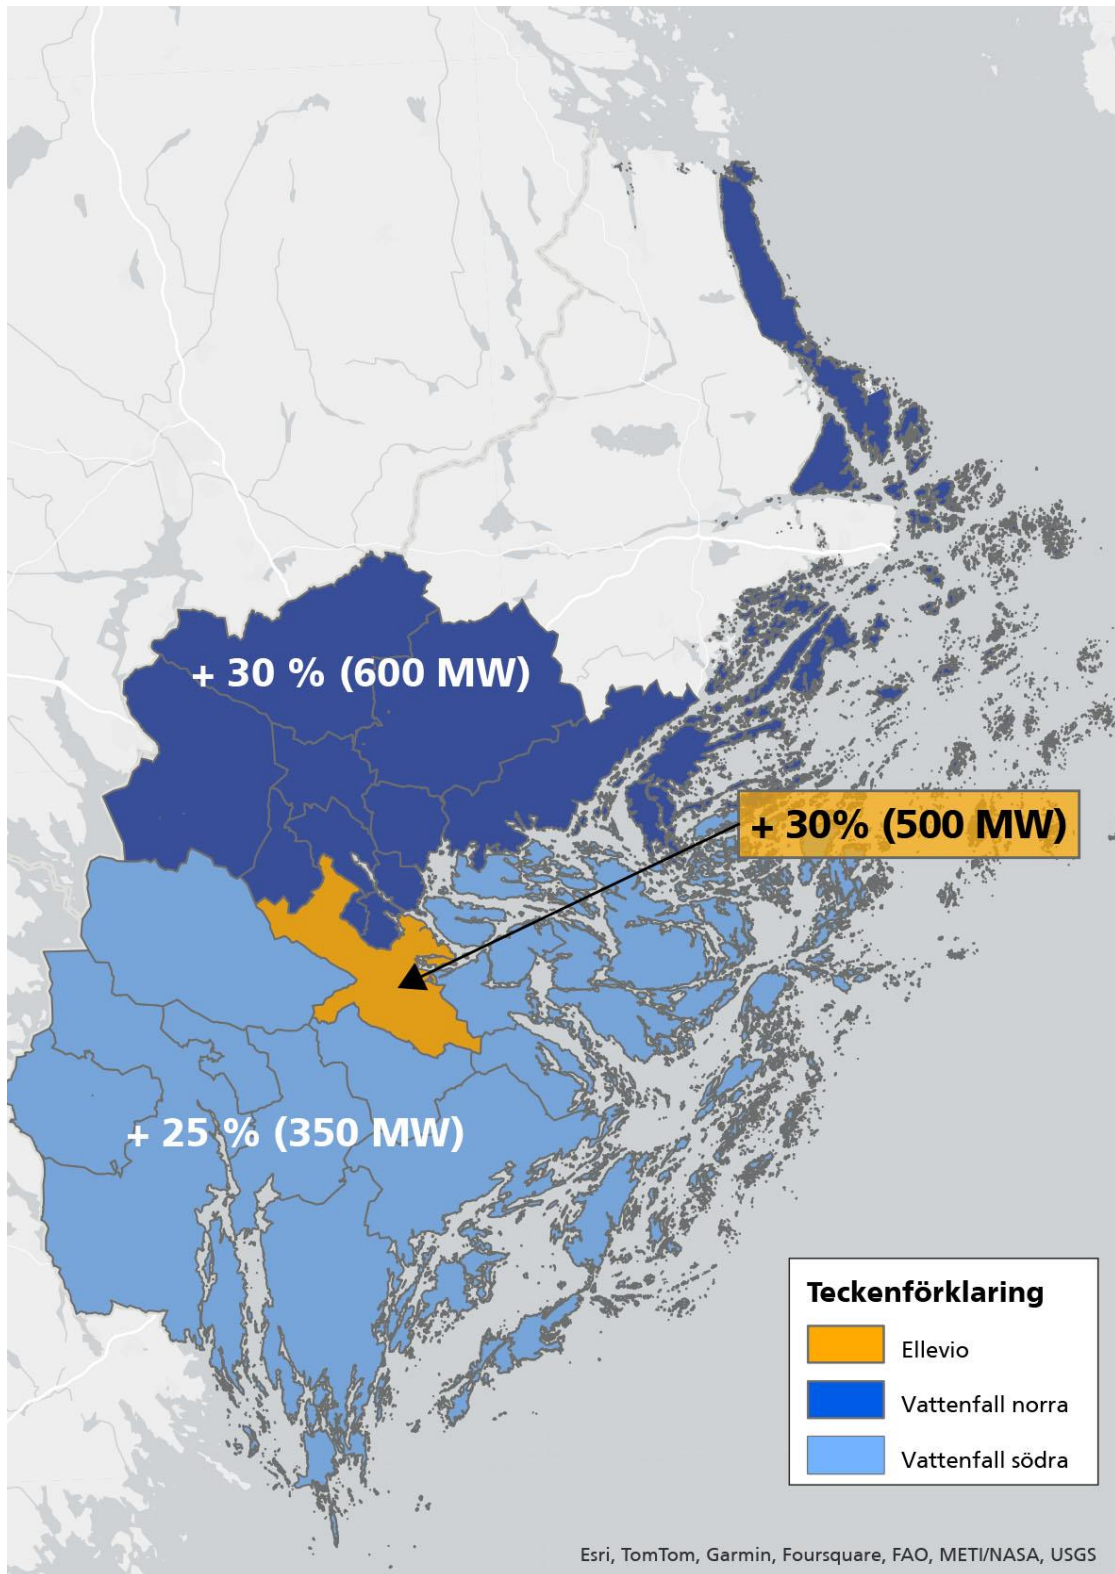 + 30 % (600 MW)
+ 30% (500 MW)
+ 25 % (350 MW)
Teckenförklaring
Ellevio
Vattenfall norra
Vattenfall södra
Esri, TomTom, Garmin, Foursquare, FAO, METI/NASA, USGS